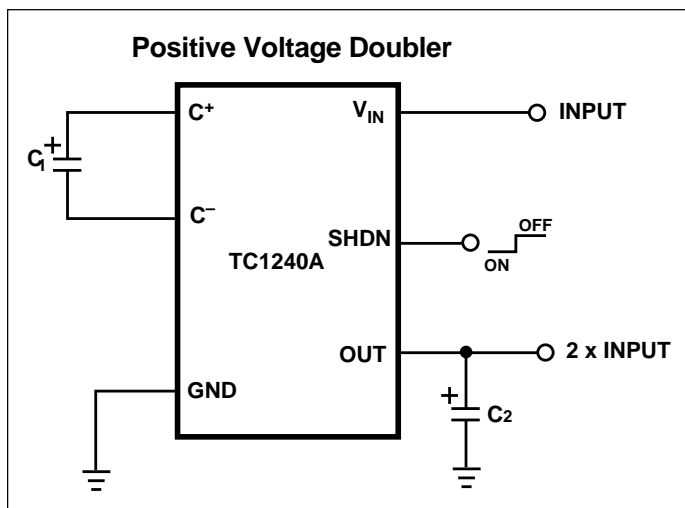 Positive Voltage Doubler
C+
VIN
INPUT
+
C1
C–
SHDN
OFF
ON
TC1240A
OUT
2 x INPUT
GND
+
C2